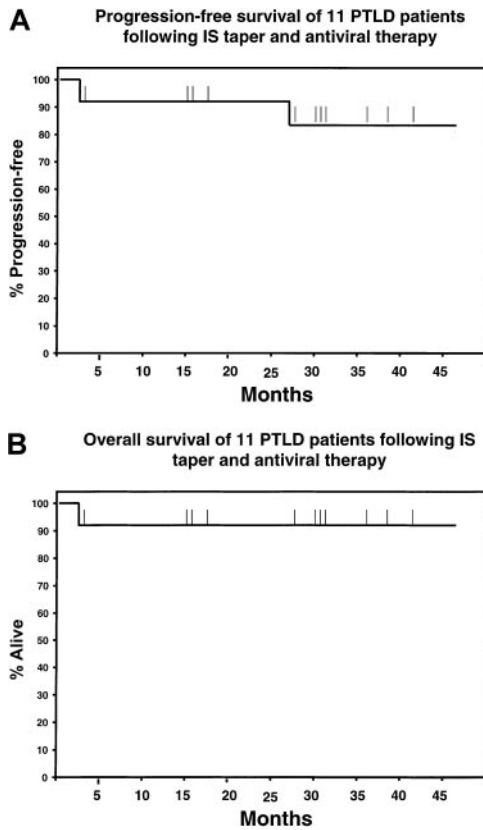 A
Progression-free survival of 11 PTLD patients
following IS taper and antiviral therapy
100
90
80
70
60
50
40
30
20
10
0
% Progression-free
5 10 15 20 25 30 35 40 45
Months
B
Overall survival of 11 PTLD patients following IS
taper and antiviral therapy
100
90
80
70
60
50
40
30
20
10
0
% Alive
5 10 15 20 25 30 35 40 45
Months